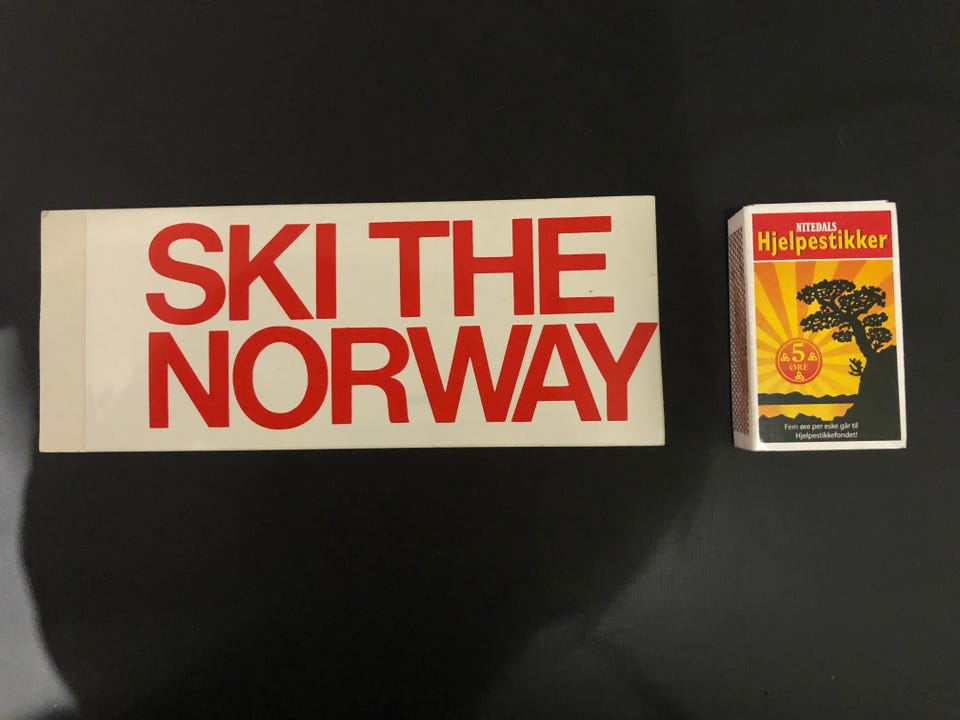 SKI THE
NORWAY
NITEDALS
Hjelpestikker
5
ØRE
Fem øre per eske går til
Hjelpestikkefondet!